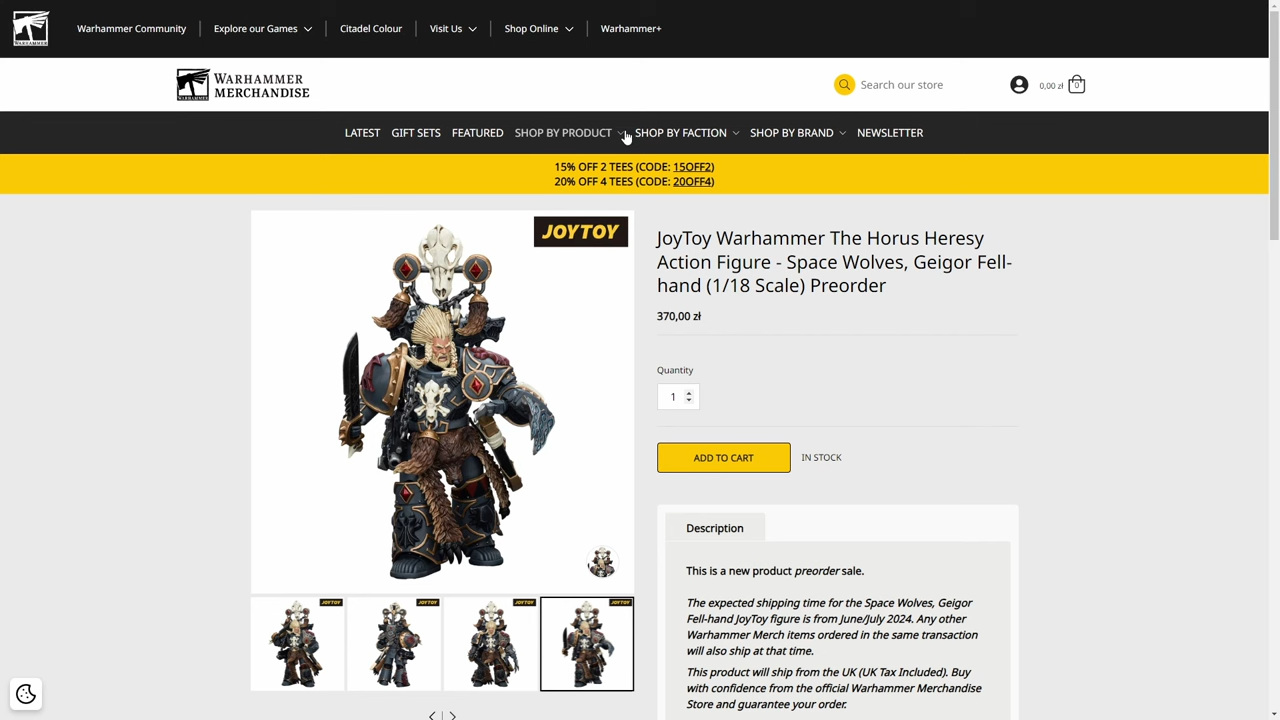 Warhammer Community
Explore our Games
Citadel Colour
Visit Us
Shop Online
Warhammer+
WARHAMMER
MERCHANDISE
Search our store
0,00 zł
0
LATEST
GIFT SETS
FEATURED
SHOP BY PRODUCT
SHOP BY FACTION
SHOP BY BRAND
NEWSLETTER
15% OFF 2 TEES (CODE: 15OFF2)
20% OFF 4 TEES (CODE: 20OFF4)
JOYTOY
JoyToy Warhammer The Horus Heresy
Action Figure - Space Wolves, Geigor Fell-
hand (1/18 Scale) Preorder
370,00 zł
Quantity
1
ADD TO CART
IN STOCK
Description
This is a new product preorder sale.
The expected shipping time for the Space Wolves, Geigor
Fell-hand JoyToy figure is from June/July 2024. Any other
Warhammer Merch items ordered in the same transaction
will also ship at that time.
This product will ship from the UK (UK Tax Included). Buy
with confidence from the official Warhammer Merchandise
Store and guarantee your order.
JOYTOY
JOYTOY
JOYTOY
JOYTOY